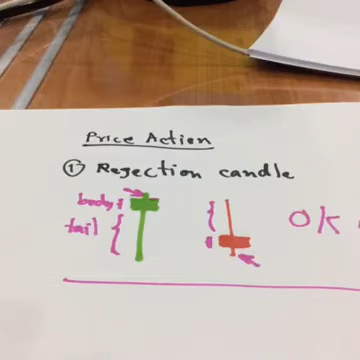 Price Action
① Rejection candle
body
tail
OK